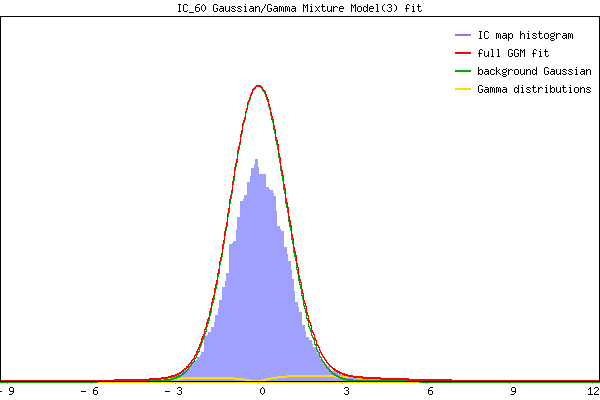 IC_60 Gaussian/Gamma Mixture Model(3) fit
IC map histogram
full GGM fit
background Gaussian
Gamma distributions
- 9 - 6 - 3 0 3 6 9 12